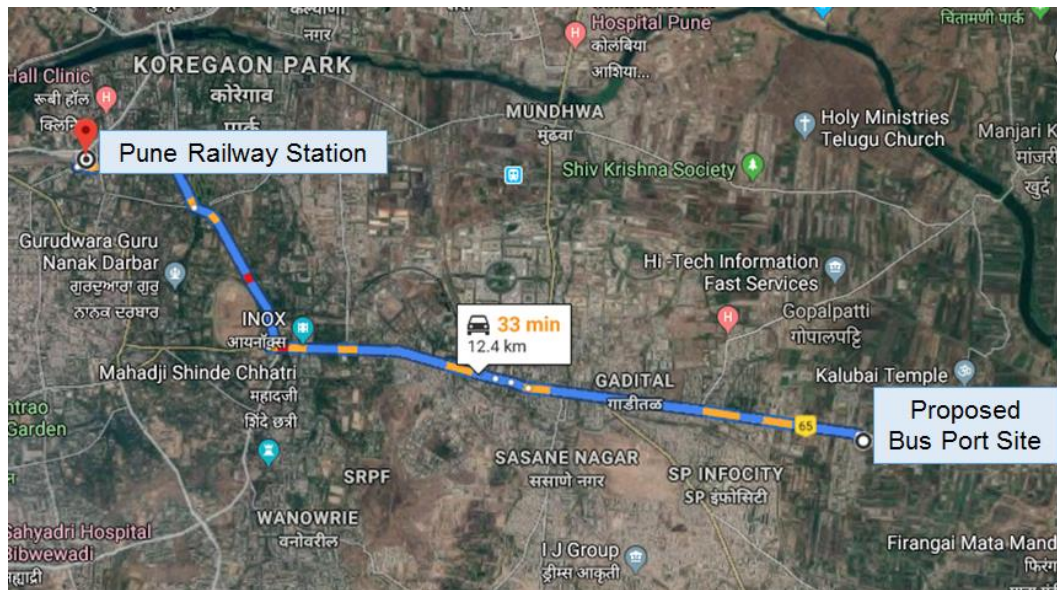 Hospital Pune
कोलंबिया
आशिया...
चिंतामणी पार्क
नगर
KOREGAON PARK
कोरेगाव
पार्क
Hall Clinic
रूबी हॉल
Pune Railway Station
MUNDHWA
मुंढवा
Holy Ministries
Telugu Church
Manjari
मांजरी
खुर्द
Shiv Krishna Society
Gurudwara Guru
Nanak Darbar
ਗੁਰਦੁਆਰਾ ਗੁਰੂ
ਨਾਨਕ ਦਰਬਾਰ
Hi -Tech Information
Fast Services
Gopalpatti
गोपालपट्टि
INOX
आयनॉक्स
33 min
12.4 km
Mahadji Shinde Chhatri
महादजी
शिंदे छत्री
GADITAL
गाडीतळ
Kalubai Temple
Proposed
Bus Port Site
65
Garden
SRPF
SASANE NAGAR
ससाणे नगर
SP INFOCITY
SP इंफोसिटी
WANOWRIE
वनोवरील
Sahyadri Hospital
Bibwewadi
I J Group
ड्रीम्स आकृती
Firangai Mata Mand